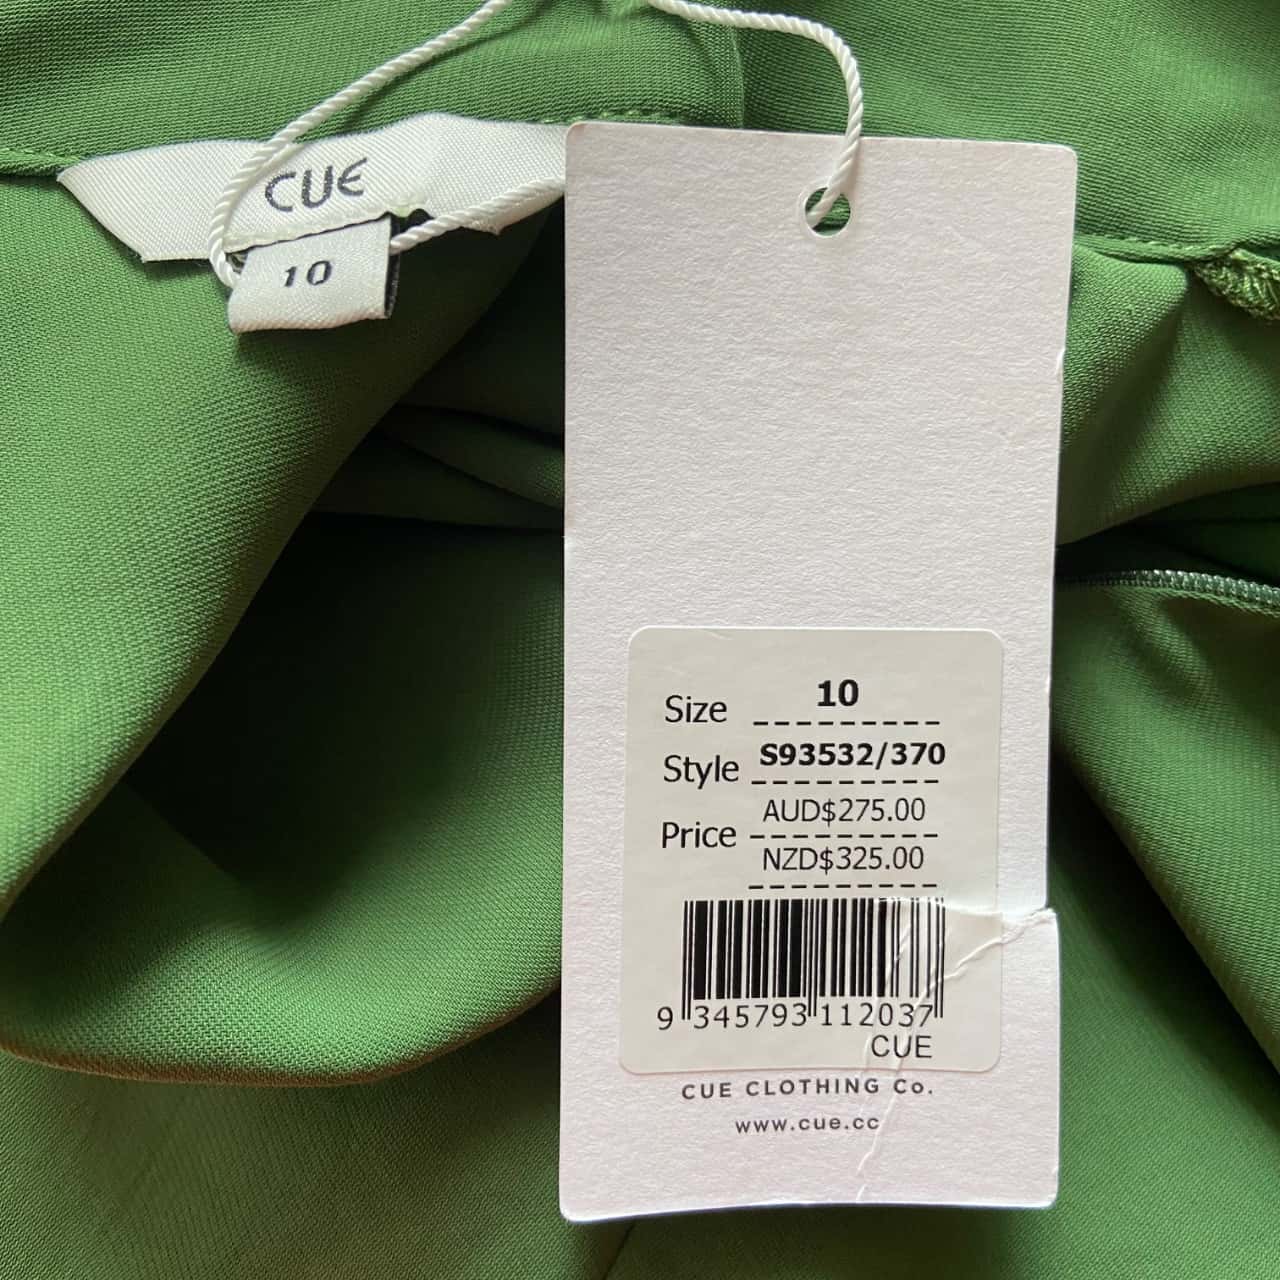 CUE
10
Size 10
Style S93532/370
Price AUD$275.00
NZD$325.00
9 345793 112037
CUE
CUE CLOTHING Co.
www.cue.cc